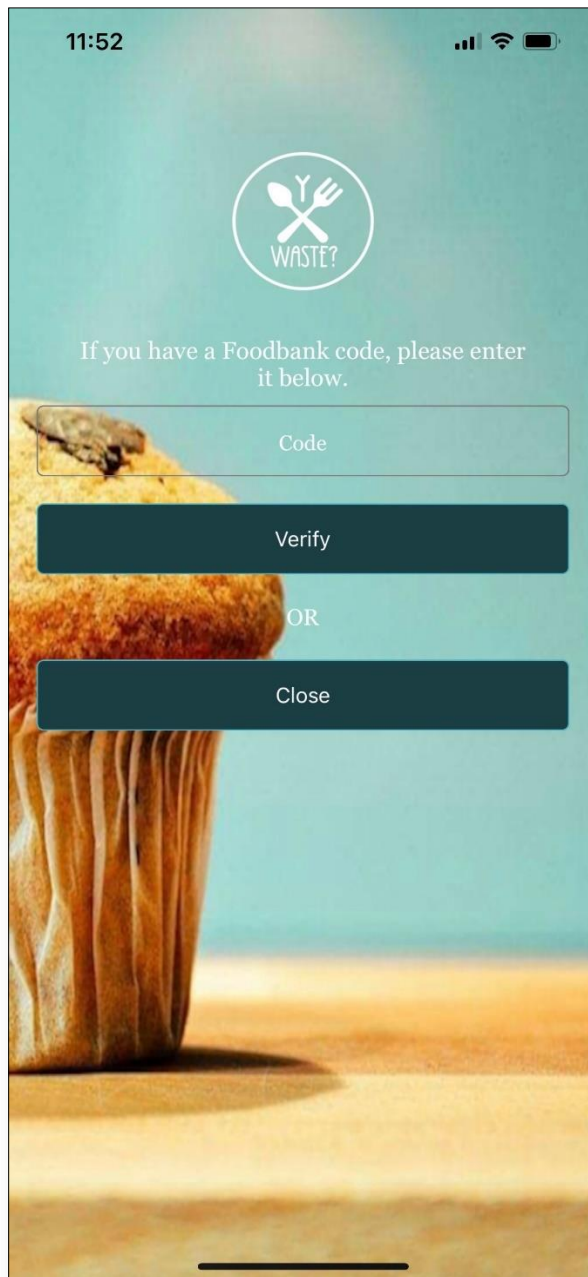 11:52
Y
WASTE?
If you have a Foodbank code, please enter
it below.
Code
Verify
OR
Close